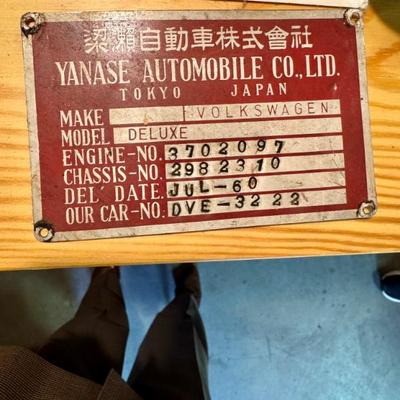 梁瀬自動車株式會社
YANASE AUTOMOBILE CO., LTD.
TOKYO JAPAN
MAKE VOLKSWAGEN
MODEL DELUXE
ENGINE-NO. 3702097
CHASSIS-NO. 2982310
DEL' DATE. JUL-60
OUR CAR-NO: DVE-3222